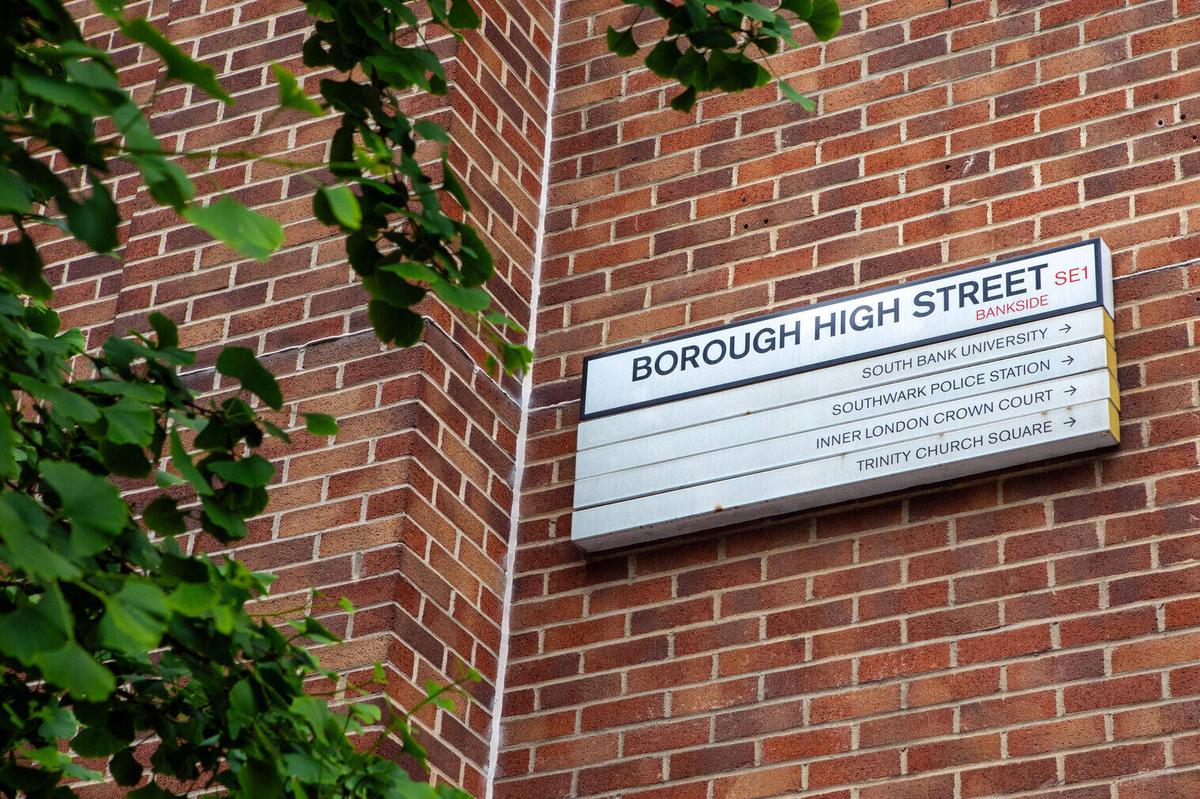 BOROUGH HIGH STREET SE1
BANKSIDE
SOUTH BANK UNIVERSITY →
SOUTHWARK POLICE STATION →
INNER LONDON CROWN COURT →
TRINITY CHURCH SQUARE →